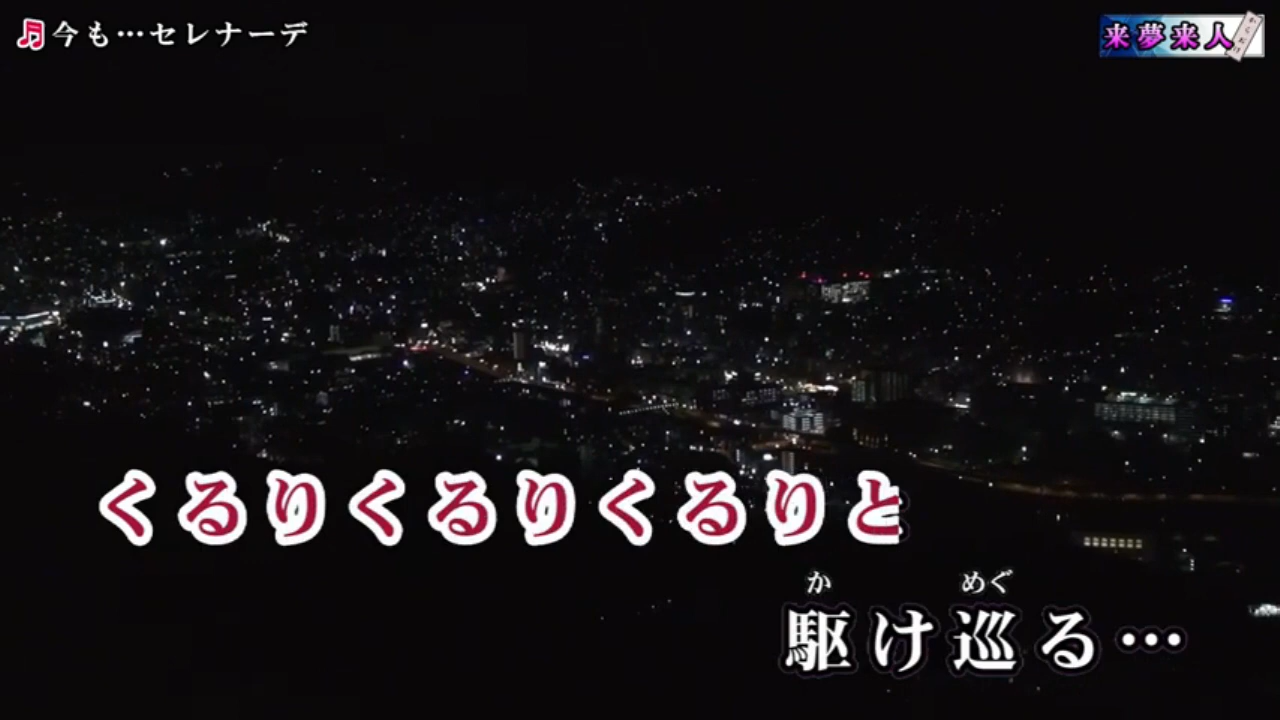 🎵今も…セレナーデ
来夢来人
くるりくるりくるりと
か めぐ
駆け巡る…